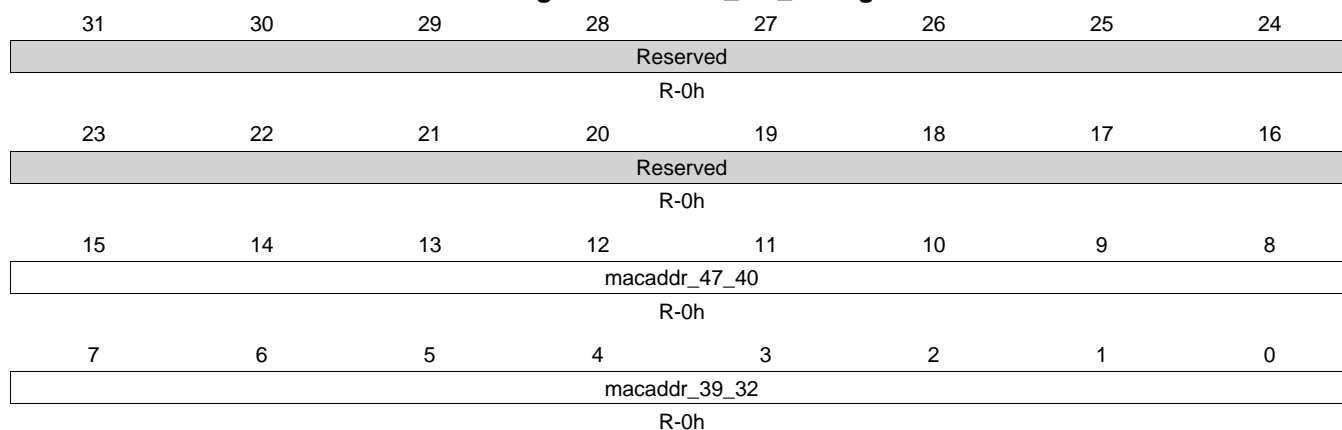 31 30 29 28 27 26 25 24
Reserved
R-0h
23 22 21 20 19 18 17 16
Reserved
R-0h
15 14 13 12 11 10 9 8
macaddr_47_40
R-0h
7 6 5 4 3 2 1 0
macaddr_39_32
R-0h